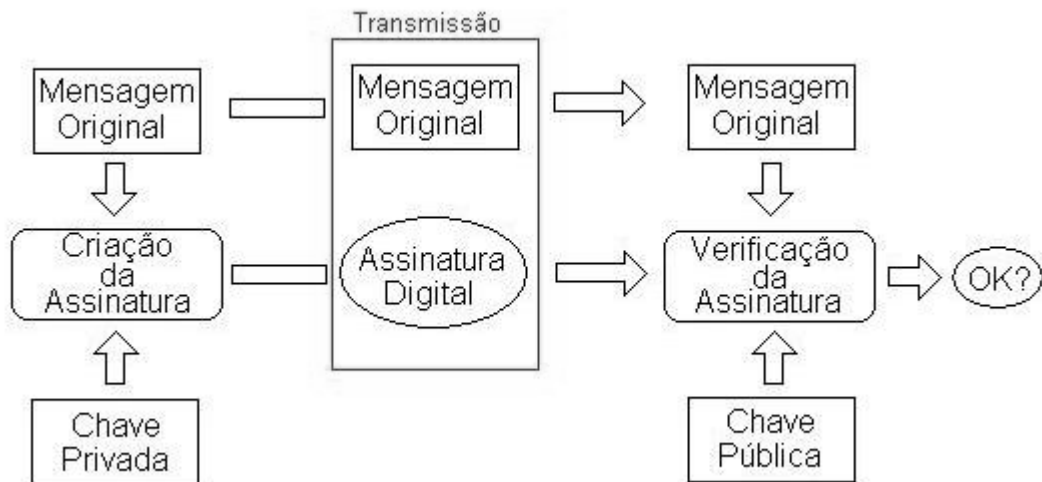 Transmissão
Mensagem
Original
Mensagem
Original
Mensagem
Original
Criação
da
Assinatura
Assinatura
Digital
Verificação
da
Assinatura
OK?
Chave
Privada
Chave
Pública